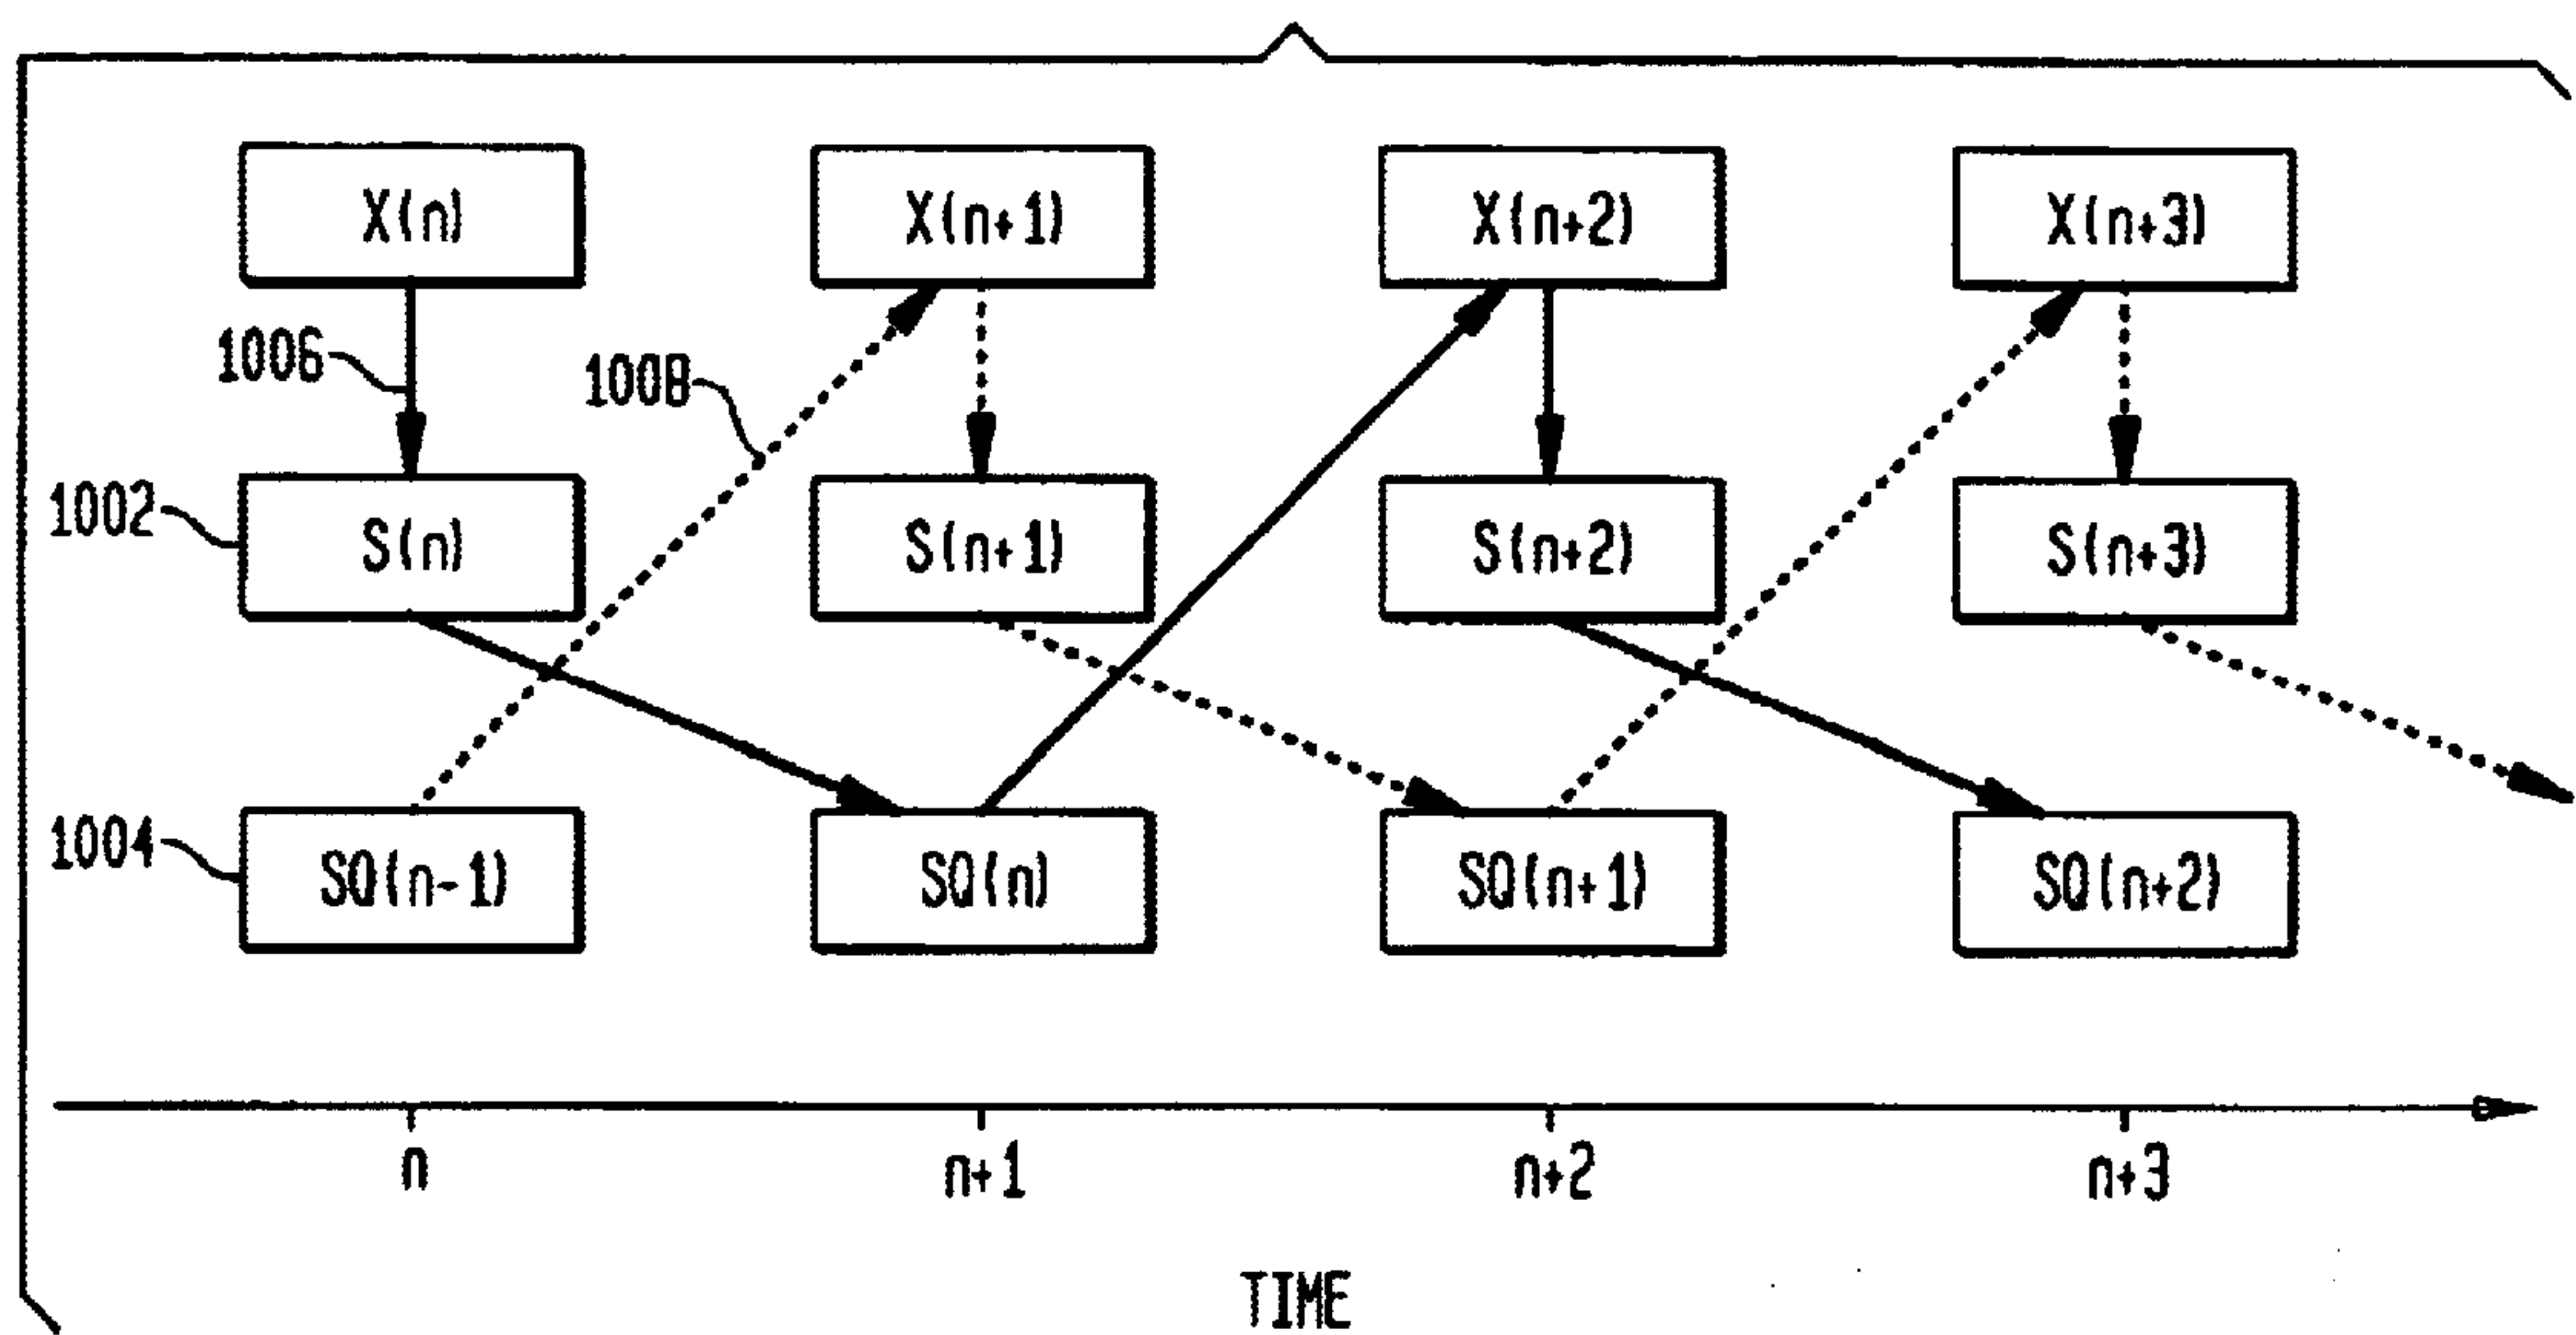 X(n) X(n+1) X(n+2) X(n+3)
1006 1008
1002 S(n) S(n+1) S(n+2) S(n+3)
1004 SQ(n-1) SQ(n) SQ(n+1) SQ(n+2)
n n+1 n+2 n+3
TIME